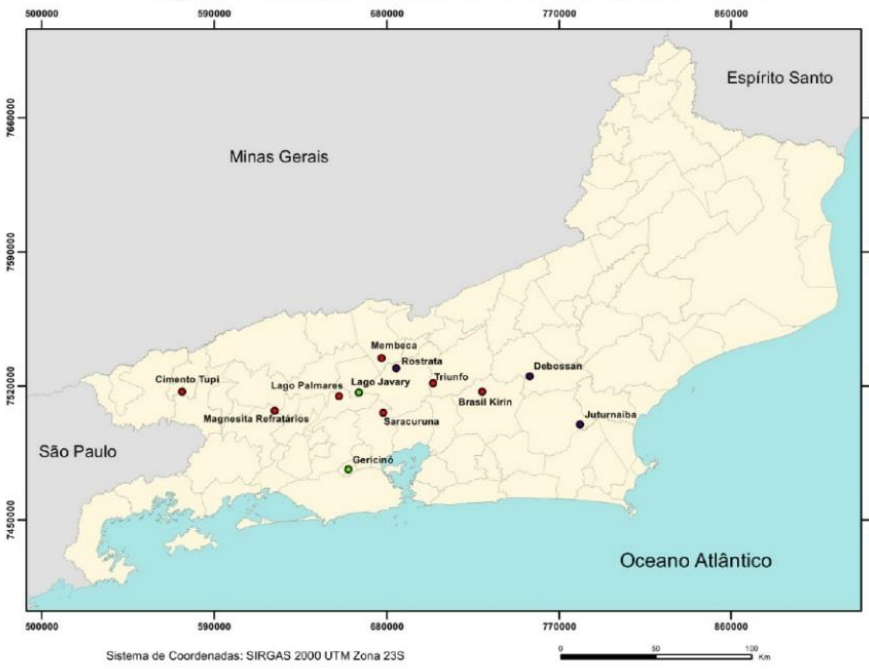 500000 590000 680000 770000 860000
Espírito Santo
7660000
Minas Gerais
7590000
Membeca
Rostrata
Debossan
Cimento Tupi
Lago Palmares
Lago Javary
Triunfo
7520000
Magnesita Refratários
Brasil Kirin
Saracuruna
Juturnaíba
São Paulo
Gericinó
7450000
Oceano Atlântico
500000 590000 680000 770000 860000
Sistema de Coordenadas: SIRGAS 2000 UTM Zona 23S
0 50 100
Km